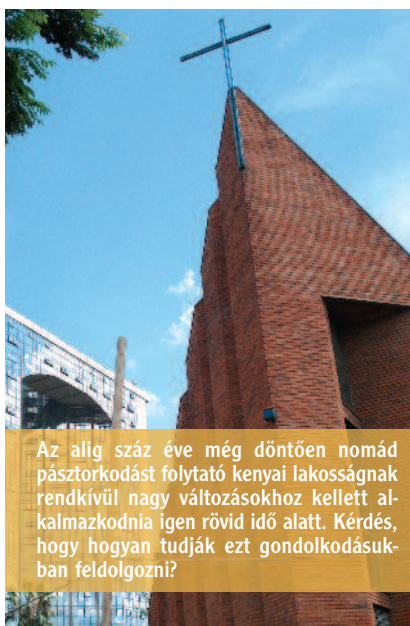 Az alig száz éve még döntően nomád
pásztorkodást folytató kenyai lakosságnak
rendkívül nagy változásokhoz kellett al-
kalmazkodnia igen rövid idő alatt. Kérdés,
hogy hogyan tudják ezt gondolkodásuk-
ban feldolgozni?